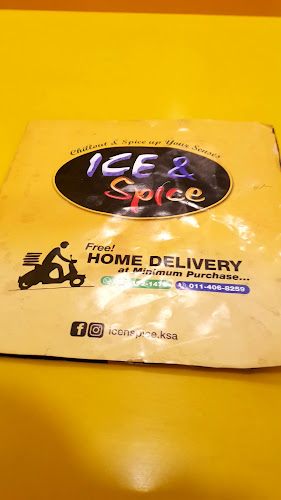 Chillout & Spice up Your Senses
ICE &
Spice
Free!
HOME DELIVERY
at Minimum Purchase...
011-406-8259
icenspice.ksa